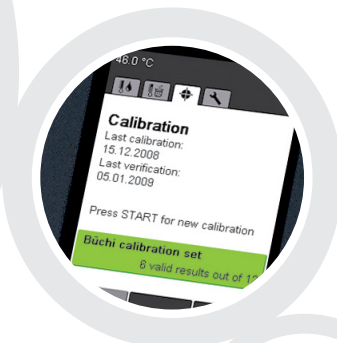 46.0 °C
Calibration
Last calibration:
15.12.2008
Last verification:
05.01.2009
Press START for new calibration
Büchi calibration set
6 valid results out of